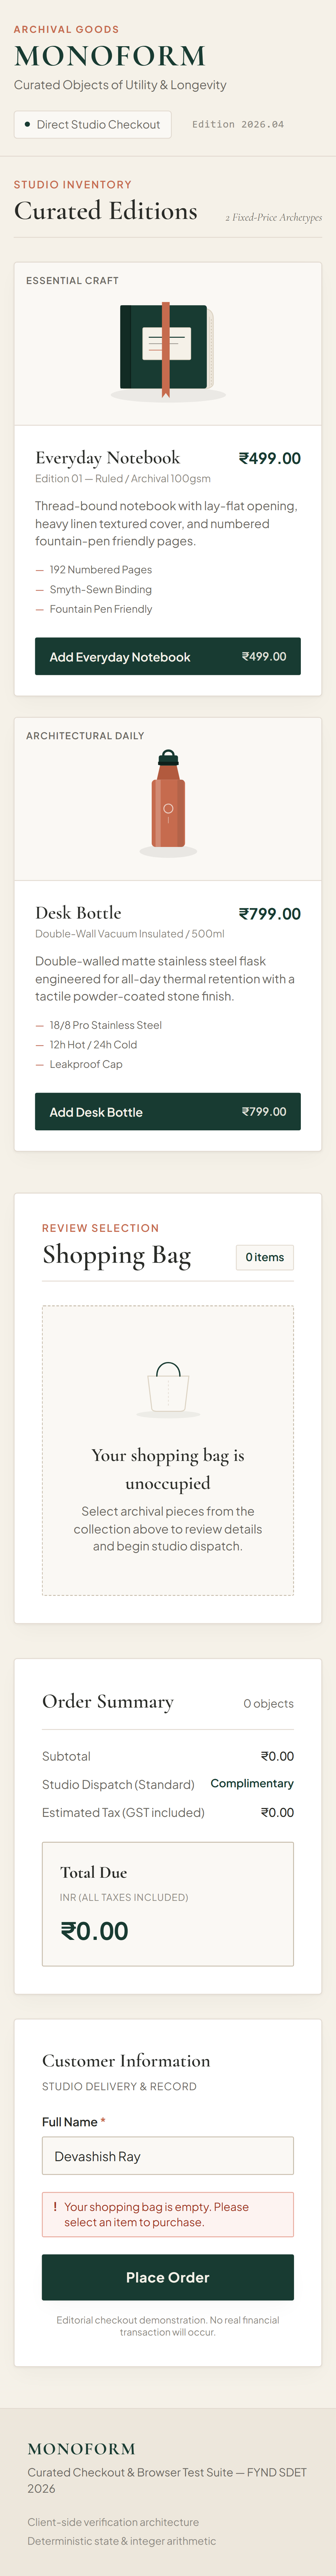 ARCHIVAL GOODS
MONOFORM
Curated Objects of Utility & Longevity
Direct Studio Checkout
Edition 2026.04
STUDIO INVENTORY
Curated Editions
2 Fixed-Price Archetypes
ESSENTIAL CRAFT
Everyday Notebook
₹499.00
Edition 01 — Ruled / Archival 100gsm
Thread-bound notebook with lay-flat opening,
heavy linen textured cover, and numbered
fountain-pen friendly pages.
— 192 Numbered Pages
— Smyth-Sewn Binding
— Fountain Pen Friendly
Add Everyday Notebook ₹499.00
ARCHITECTURAL DAILY
Desk Bottle
₹799.00
Double-Wall Vacuum Insulated / 500ml
Double-walled matte stainless steel flask
engineered for all-day thermal retention with a
tactile powder-coated stone finish.
— 18/8 Pro Stainless Steel
— 12h Hot / 24h Cold
— Leakproof Cap
Add Desk Bottle ₹799.00
REVIEW SELECTION
Shopping Bag
0 items
Your shopping bag is
unoccupied
Select archival pieces from the
collection above to review details
and begin studio dispatch.
Order Summary
0 objects
Subtotal ₹0.00
Studio Dispatch (Standard) Complimentary
Estimated Tax (GST included) ₹0.00
Total Due
INR (ALL TAXES INCLUDED)
₹0.00
Customer Information
STUDIO DELIVERY & RECORD
Full Name *
Devashish Ray
! Your shopping bag is empty. Please
select an item to purchase.
Place Order
Editorial checkout demonstration. No real financial
transaction will occur.
MONOFORM
Curated Checkout & Browser Test Suite — FYND SDET
2026
Client-side verification architecture
Deterministic state & integer arithmetic